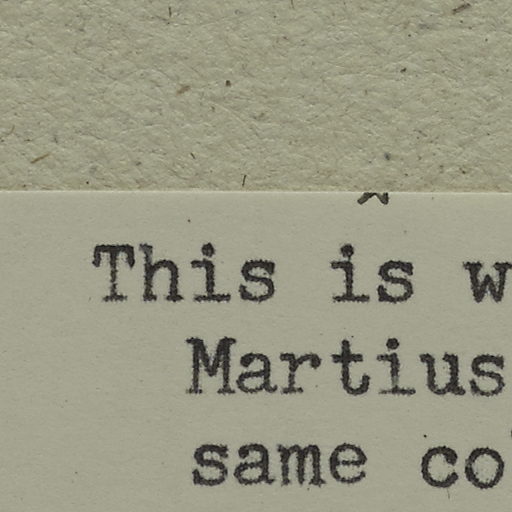 This is w
Martius
same co